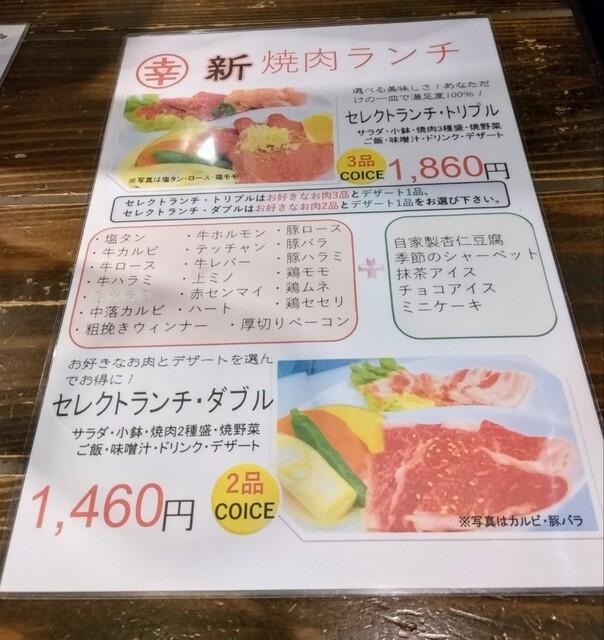 幸 新 焼肉ランチ
選べる美味しさ!あなただ
けの一皿で満足度100%!
セレクトランチ・トリプル
サラダ・小鉢・焼肉3種盛・焼野菜
ご飯・味噌汁・ドリンク・デザート
3品
COICE
1,860円
※写真は塩タン・ロース・鶏モモ
セレクトランチ・トリプルはお好きなお肉3品とデザート1品、
セレクトランチ・ダブルはお好きなお肉2品とデザート1品をお選び下さい。
・塩タン
・牛カルビ
・牛ロース
・牛ハラミ
・中落カルビ
・粗挽きウィンナー
・牛ホルモン
・テッチャン
・牛レバー
・上ミノ
・赤センマイ
・ハート
・厚切りベーコン
・豚ロース
・豚バラ
・豚ハラミ
・鶏モモ
・鶏ムネ
・鶏セセリ
+
自家製杏仁豆腐
季節のシャーベット
抹茶アイス
チョコアイス
ミニケーキ
お好きなお肉とデザートを選ん
でお得に!
セレクトランチ・ダブル
サラダ・小鉢・焼肉2種盛・焼野菜
ご飯・味噌汁・ドリンク・デザート
1,460円
2品
COICE
※写真はカルビ・豚バラ